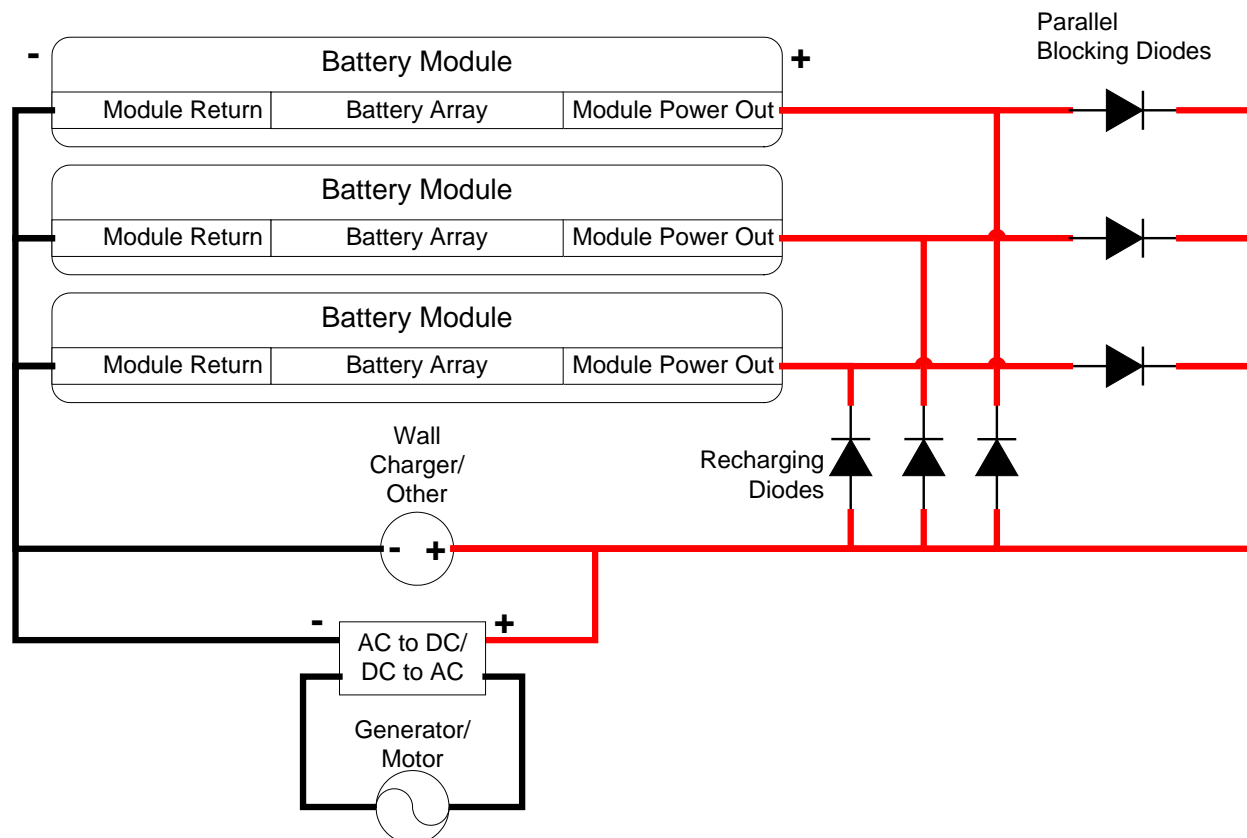 Parallel
Blocking Diodes
- Battery Module +
Module Return Battery Array Module Power Out
Battery Module
Module Return Battery Array Module Power Out
Battery Module
Module Return Battery Array Module Power Out
Wall
Charger/
Other
Recharging
Diodes
- +
- +
AC to DC/
DC to AC
Generator/
Motor